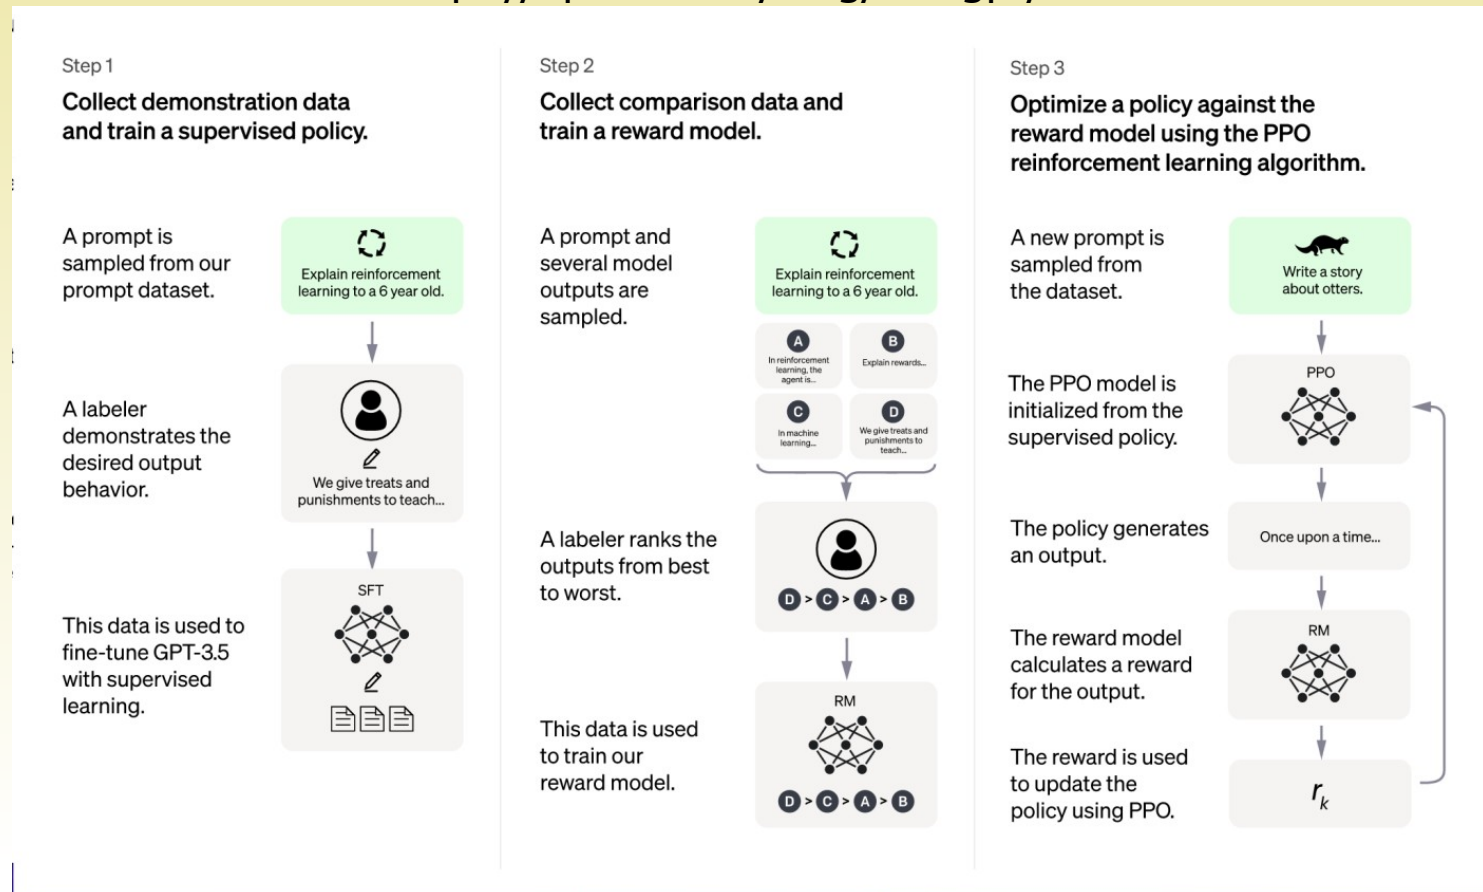 Step 1
Collect demonstration data
and train a supervised policy.
A prompt is
sampled from our
prompt dataset.
Explain reinforcement
learning to a 6 year old.
A labeler
demonstrates the
desired output
behavior.
We give treats and
punishments to teach...
This data is used to
fine-tune GPT-3.5
with supervised
learning.
SFT
Step 2
Collect comparison data and
train a reward model.
A prompt and
several model
outputs are
sampled.
Explain reinforcement
learning to a 6 year old.
A
In reinforcement
learning, the
agent is...
B
Explain rewards...
C
In machine
learning...
D
We give treats and
punishments to
teach...
A labeler ranks the
outputs from best
to worst.
D > C > A > B
This data is used
to train our
reward model.
RM
D > C > A > B
Step 3
Optimize a policy against the
reward model using the PPO
reinforcement learning algorithm.
A new prompt is
sampled from
the dataset.
Write a story
about otters.
The PPO model is
initialized from the
supervised policy.
PPO
The policy generates
an output.
Once upon a time...
The reward model
calculates a reward
for the output.
RM
The reward is used
to update the
policy using PPO.
rk